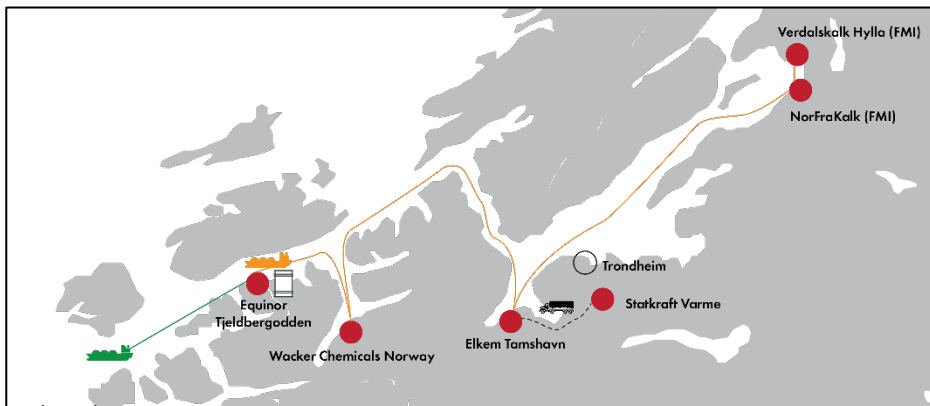 Verdalskalk Hylla (FMI)
NorFraKalk (FMI)
Trondheim
Statkraft Varme
Equinor
Tjeldbergodden
Wacker Chemicals Norway
Elkem Tamshavn